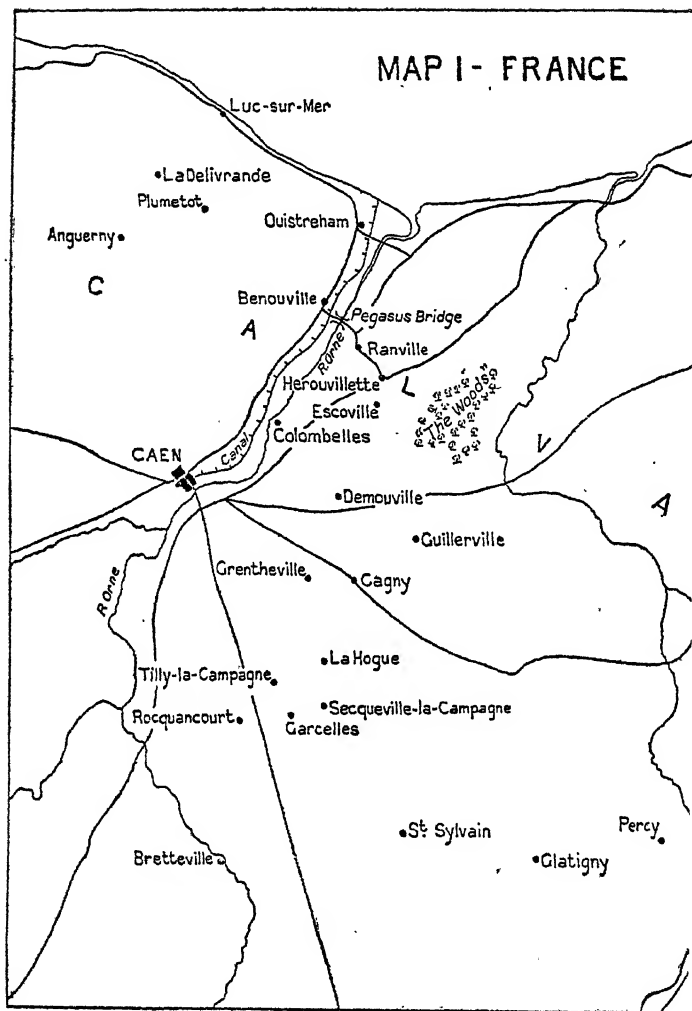 MAP I - FRANCE
Luc-sur-Mer
La Delivrande
Plumetot
Ouistreham
Anguerny
C
Benouville
A
Pegasus Bridge
R. Orne
Ranville
Herouvillette
L
Escoville
The Woods
Colombelles
Canal
V
CAEN
Demouville
A
Guillerville
Grentheville
Cagny
R Orne
La Hogue
Tilly-la-Campagne
Secqueville-la-Campagne
Rocquancourt
Garcelles
St. Sylvain
Percy
Bretteville
Glatigny